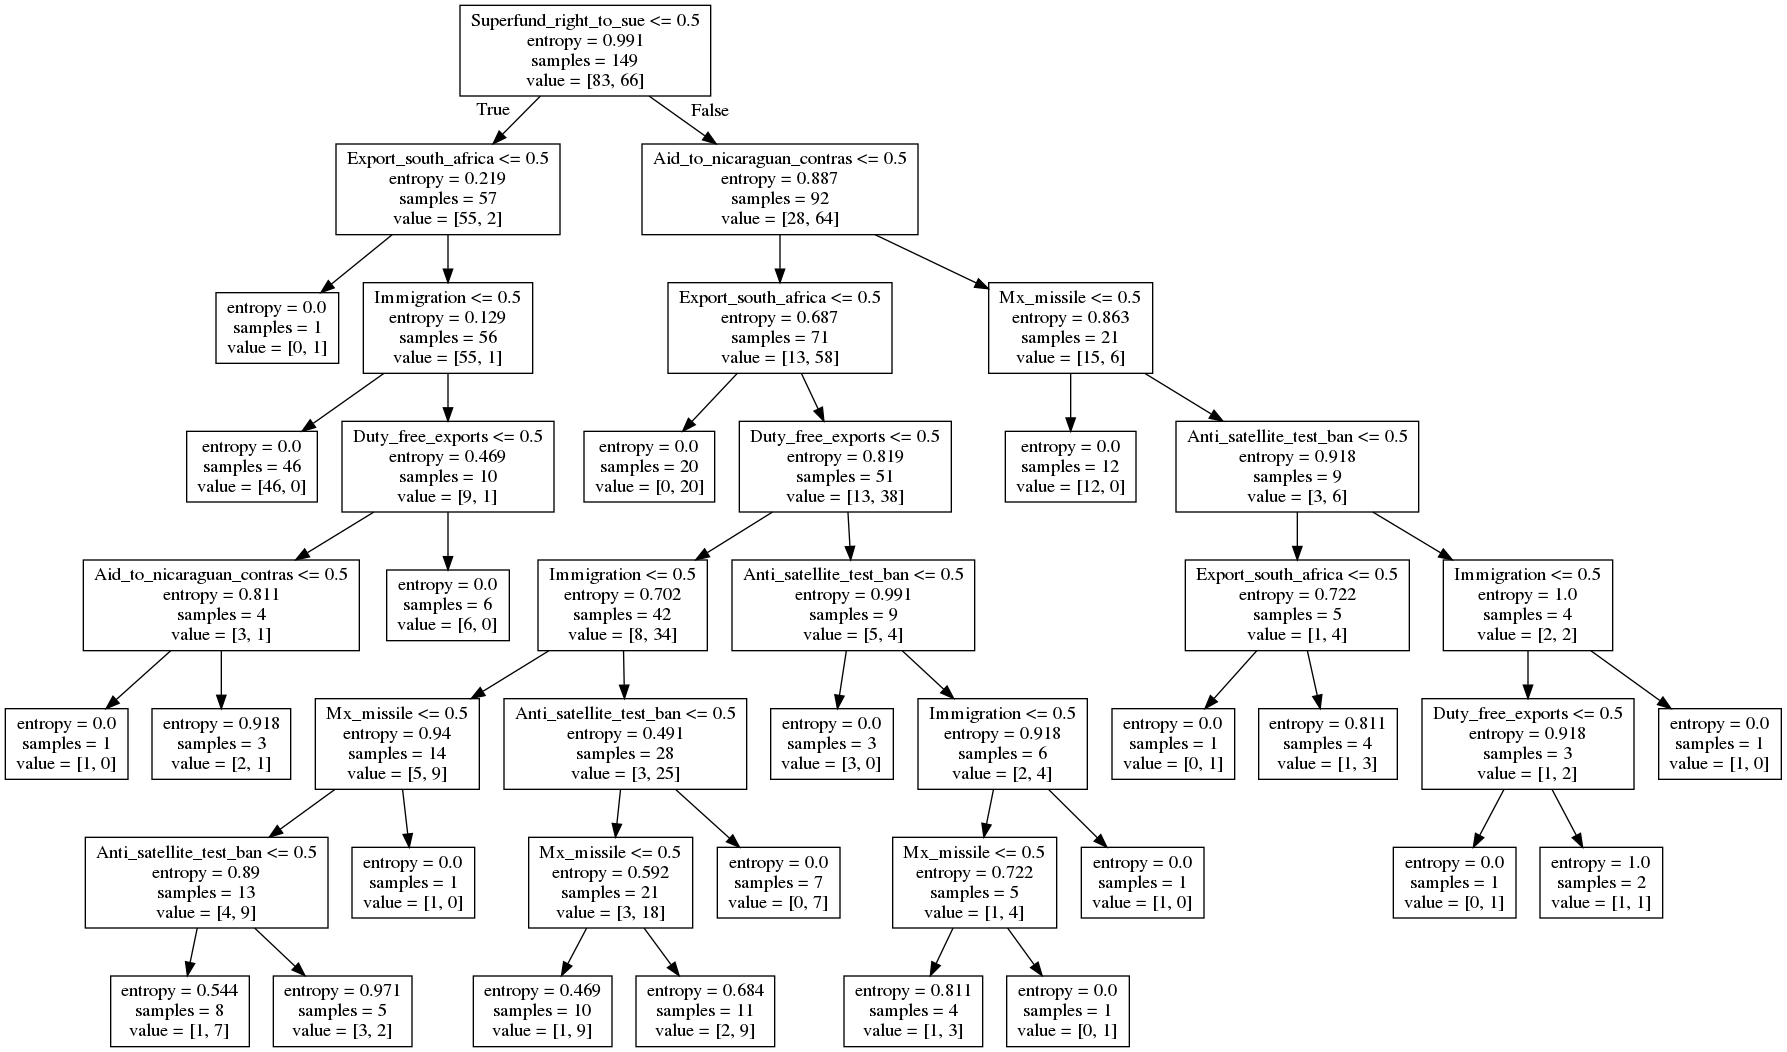 Superfund_right_to_sue <= 0.5
entropy = 0.991
samples = 149
value = [83, 66]
True
False
Export_south_africa <= 0.5
entropy = 0.219
samples = 57
value = [55, 2]
Aid_to_nicaraguan_contras <= 0.5
entropy = 0.887
samples = 92
value = [28, 64]
entropy = 0.0
samples = 1
value = [0, 1]
Immigration <= 0.5
entropy = 0.129
samples = 56
value = [55, 1]
Export_south_africa <= 0.5
entropy = 0.687
samples = 71
value = [13, 58]
Mx_missile <= 0.5
entropy = 0.863
samples = 21
value = [15, 6]
entropy = 0.0
samples = 46
value = [46, 0]
Duty_free_exports <= 0.5
entropy = 0.469
samples = 10
value = [9, 1]
entropy = 0.0
samples = 20
value = [0, 20]
Duty_free_exports <= 0.5
entropy = 0.819
samples = 51
value = [13, 38]
entropy = 0.0
samples = 12
value = [12, 0]
Anti_satellite_test_ban <= 0.5
entropy = 0.918
samples = 9
value = [3, 6]
Aid_to_nicaraguan_contras <= 0.5
entropy = 0.811
samples = 4
value = [3, 1]
entropy = 0.0
samples = 6
value = [6, 0]
Immigration <= 0.5
entropy = 0.702
samples = 42
value = [8, 34]
Anti_satellite_test_ban <= 0.5
entropy = 0.991
samples = 9
value = [5, 4]
Export_south_africa <= 0.5
entropy = 0.722
samples = 5
value = [1, 4]
Immigration <= 0.5
entropy = 1.0
samples = 4
value = [2, 2]
entropy = 0.0
samples = 1
value = [1, 0]
entropy = 0.918
samples = 3
value = [2, 1]
Mx_missile <= 0.5
entropy = 0.94
samples = 14
value = [5, 9]
Anti_satellite_test_ban <= 0.5
entropy = 0.491
samples = 28
value = [3, 25]
entropy = 0.0
samples = 3
value = [3, 0]
Immigration <= 0.5
entropy = 0.918
samples = 6
value = [2, 4]
entropy = 0.0
samples = 1
value = [0, 1]
entropy = 0.811
samples = 4
value = [1, 3]
Duty_free_exports <= 0.5
entropy = 0.918
samples = 3
value = [1, 2]
entropy = 0.0
samples = 1
value = [1, 0]
Anti_satellite_test_ban <= 0.5
entropy = 0.89
samples = 13
value = [4, 9]
entropy = 0.0
samples = 1
value = [1, 0]
Mx_missile <= 0.5
entropy = 0.592
samples = 21
value = [3, 18]
entropy = 0.0
samples = 7
value = [0, 7]
Mx_missile <= 0.5
entropy = 0.722
samples = 5
value = [1, 4]
entropy = 0.0
samples = 1
value = [1, 0]
entropy = 0.0
samples = 1
value = [0, 1]
entropy = 1.0
samples = 2
value = [1, 1]
entropy = 0.544
samples = 8
value = [1, 7]
entropy = 0.971
samples = 5
value = [3, 2]
entropy = 0.469
samples = 10
value = [1, 9]
entropy = 0.684
samples = 11
value = [2, 9]
entropy = 0.811
samples = 4
value = [1, 3]
entropy = 0.0
samples = 1
value = [0, 1]